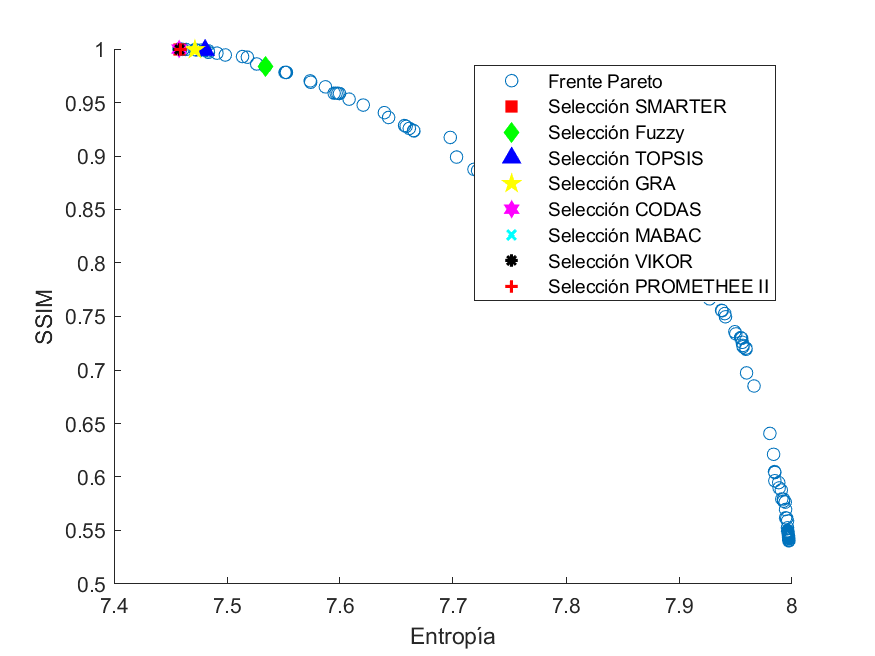 1
0.95
0.9
0.85
0.8
0.75
0.7
0.65
0.6
0.55
0.5
SSIM
7.4
7.5
7.6
7.7
7.8
7.9
8
Entropía
Frente Pareto
Selección SMARTER
Selección Fuzzy
Selección TOPSIS
Selección GRA
Selección CODAS
Selección MABAC
Selección VIKOR
Selección PROMETHEE II